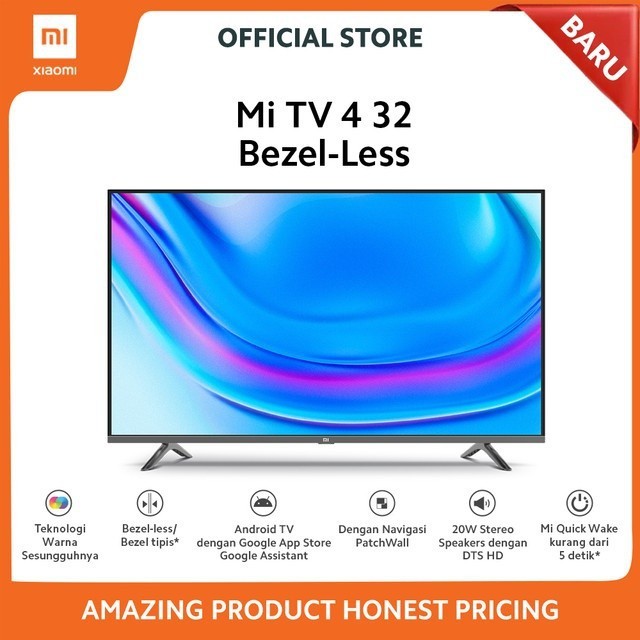 mi
xiaomi
OFFICIAL STORE
BARU
Mi TV 4 32
Bezel-Less
mi
Teknologi
Warna
Sesungguhnya
Bezel-less/
Bezel tipis*
Android TV
dengan Google App Store
Google Assistant
Dengan Navigasi
PatchWall
20W Stereo
Speakers dengan
DTS HD
Mi Quick Wake
kurang dari
5 detik*
AMAZING PRODUCT HONEST PRICING